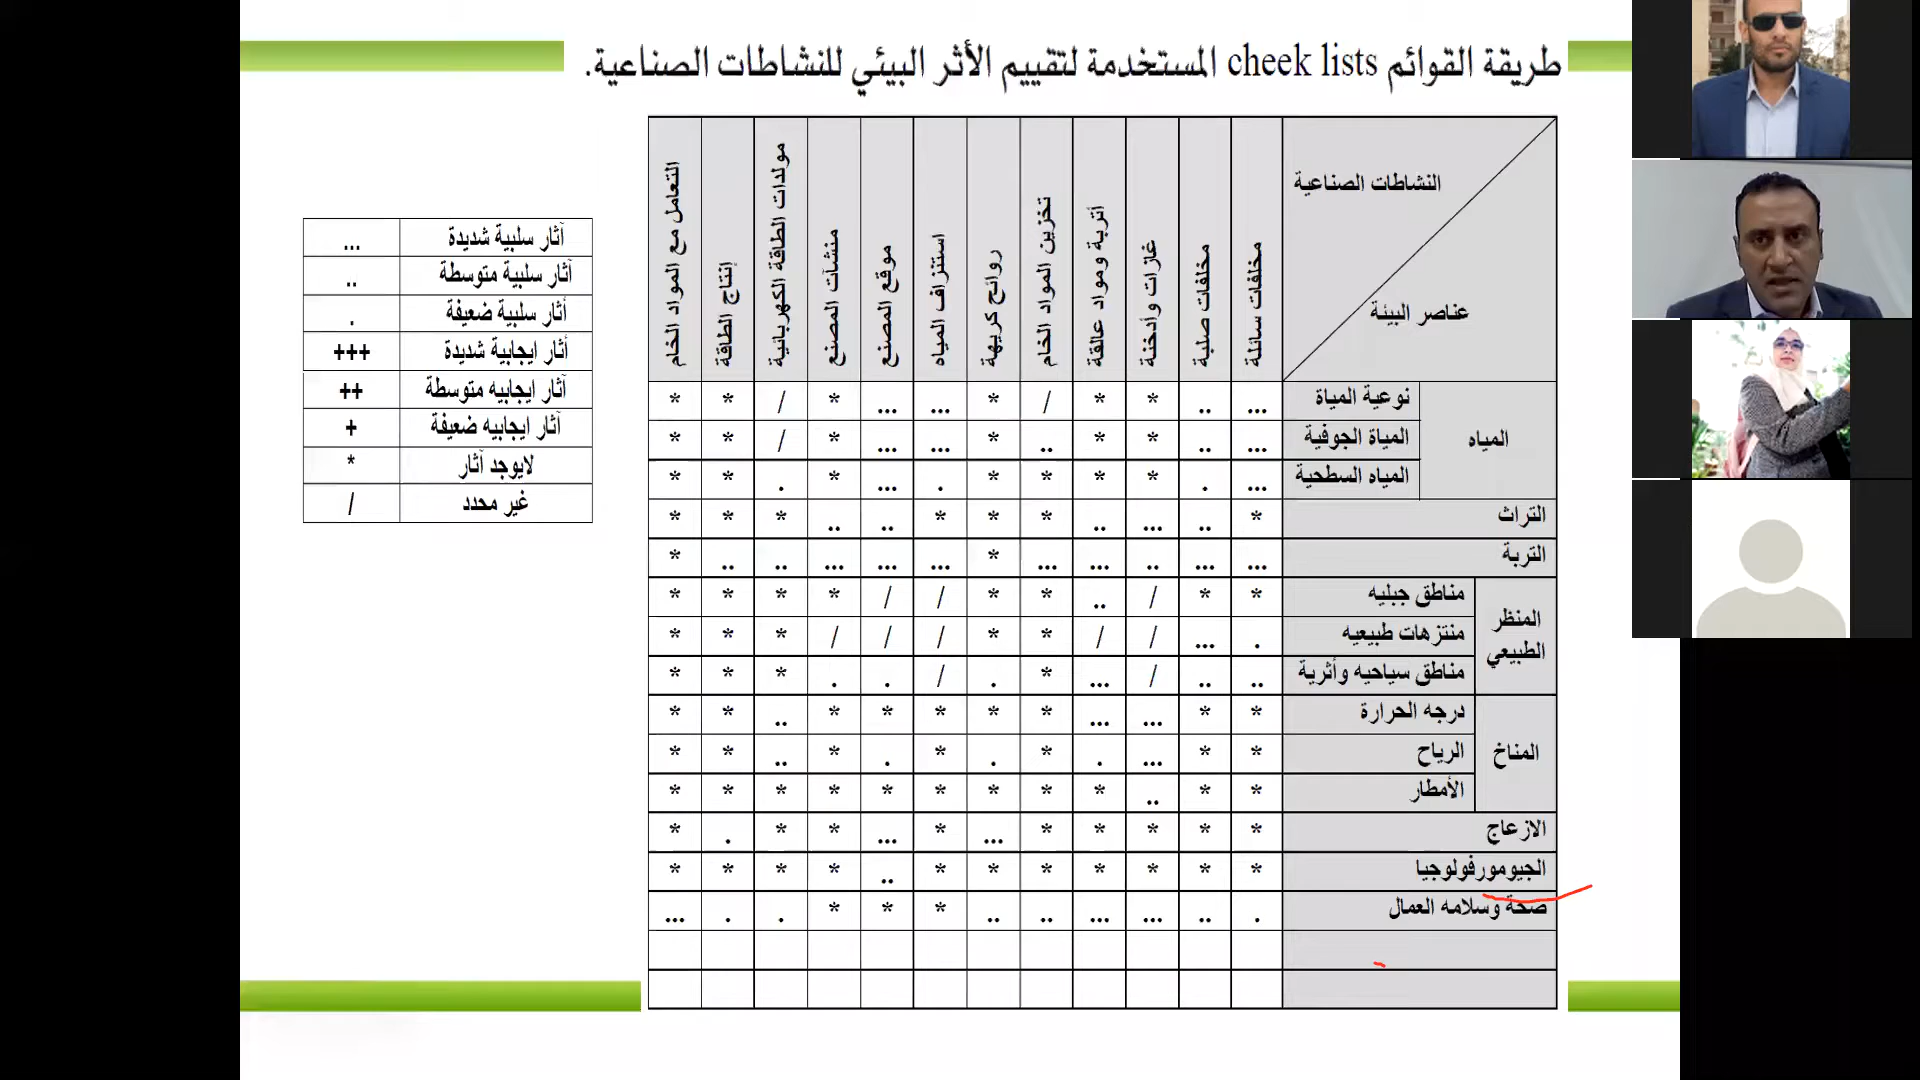 طريقة القوائم cheek lists المستخدمة لتقييم الأثر البيئي للنشاطات الصناعية.
آثار سلبية شديدة ...
آثار سلبية متوسطة ..
أثار سلبية ضعيفة .
أثار ايجابية شديدة +++
آثار ايجابيه متوسطة ++
آثار ايجابيه ضعيفة +
لايوجد آثار *
غير محدد /
النشاطات الصناعية
عناصر البيئة
مخلفات سائلة
مخلفات صلبة
غازات وأدخنة
أتربة ومواد عالقة
تخزين المواد الخام
روائح كريهة
استنزاف المياه
موقع المصنع
منشآت المصنع
مولدات الطاقة الكهربائية
إنتاج الطاقة
التعامل مع المواد الخام
المياه
نوعية المياة ... .. * * / * ... ... * / * *
المياة الجوفية ... .. * * .. * ... ... * / * *
المياه السطحية ... . * * * * . ... * . * *
التراث * .. ... .. * * * .. .. * * *
التربة ... ... .. ... ... * ... ... ... .. .. *
المنظر الطبيعي
مناطق جبليه * * / .. * * / / * * * *
منتزهات طبيعيه . ... / / * * / / / * * *
مناطق سياحيه وأثرية .. .. / ... * . / . . * * *
المناخ
درجه الحرارة * * ... ... * * * * * .. * *
الرياح * * ... . * . * . * .. * *
الأمطار * * .. * * * * * * * * *
الازعاج * * * * * ... * ... * * . *
الجيومورفولوجيا * * * * * * * .. * * * *
صحة وسلامه العمال . .. ... ... .. .. * * * . . ...